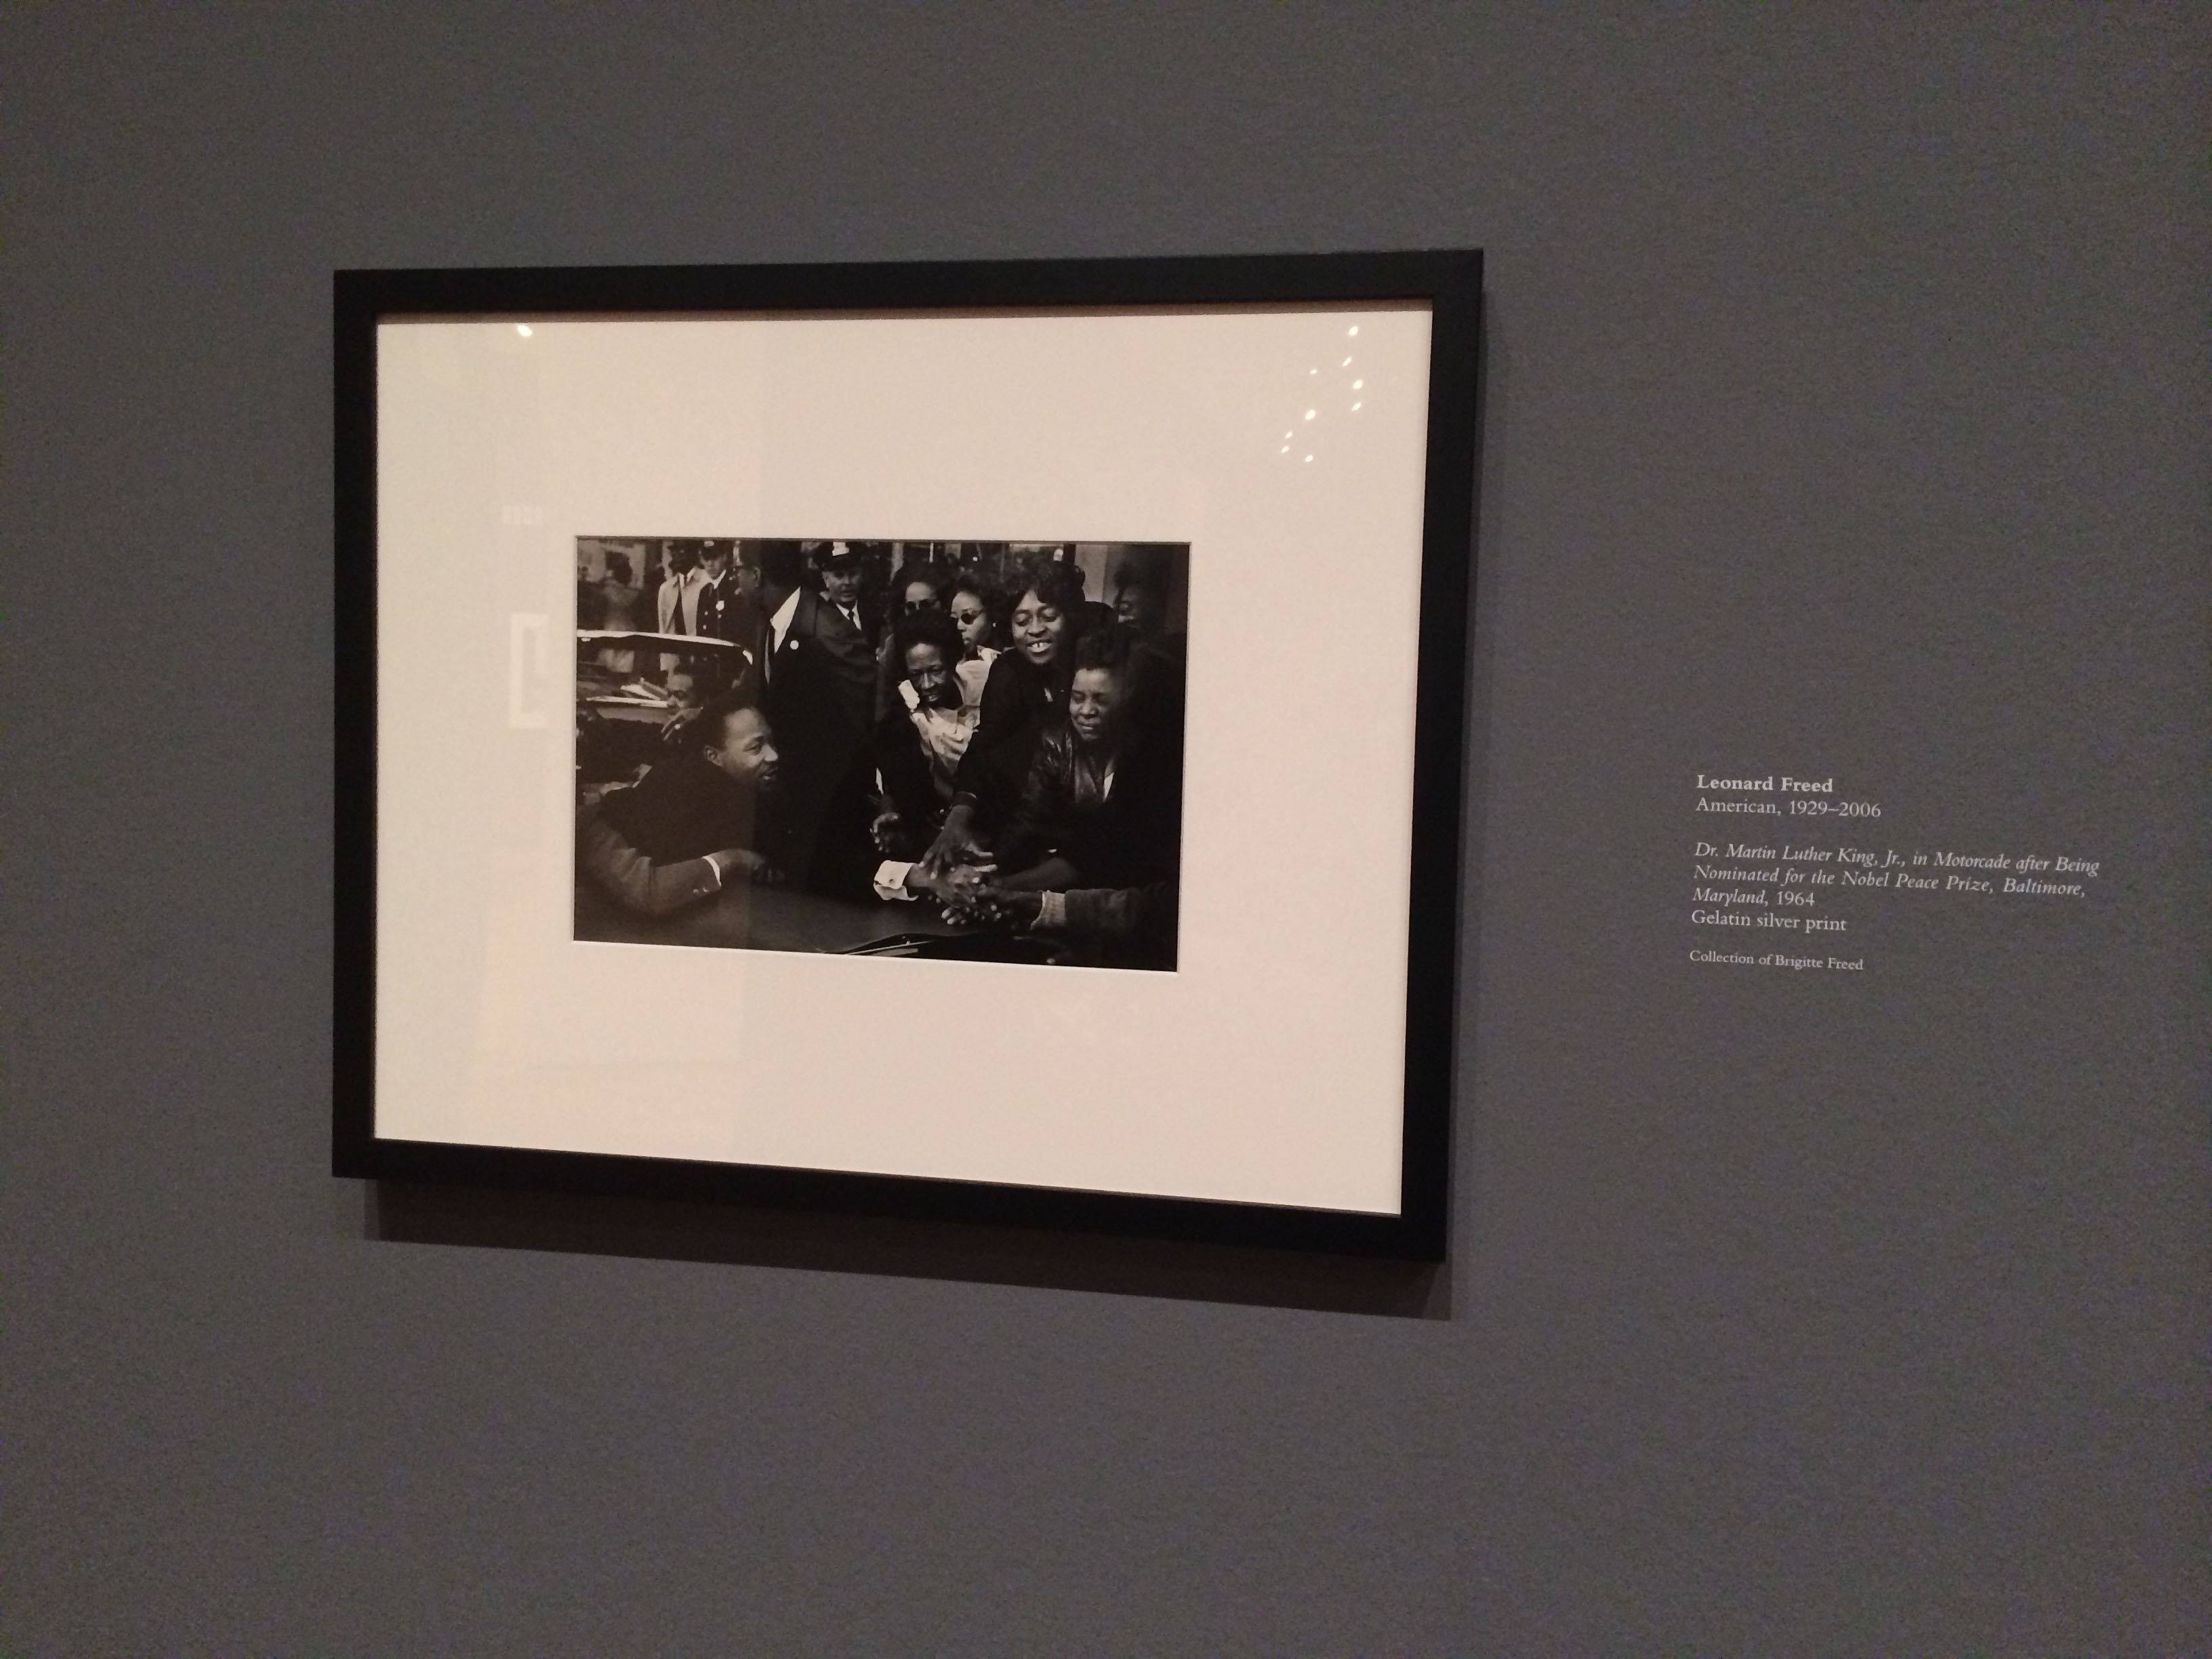 Leonard Freed
American, 1929–2006
Dr. Martin Luther King, Jr., in Motorcade after Being
Nominated for the Nobel Peace Prize, Baltimore,
Maryland, 1964
Gelatin silver print
Collection of Brigitte Freed